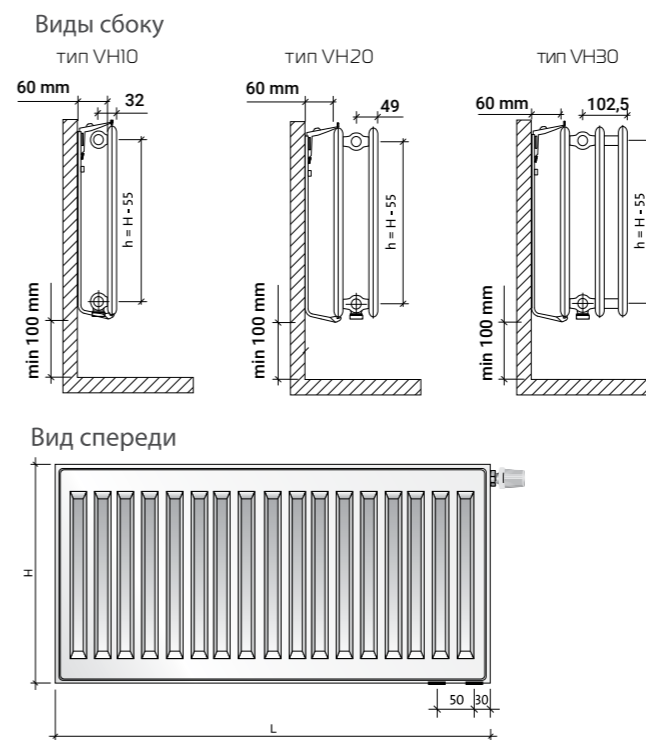 Виды сбоку
тип VH10
тип VH20
тип VH30
60 mm
32
60 mm
49
60 mm
102,5
h = H - 55
h = H - 55
h = H - 55
min 100 mm
min 100 mm
min 100 mm
Вид спереди
H
50
30
L